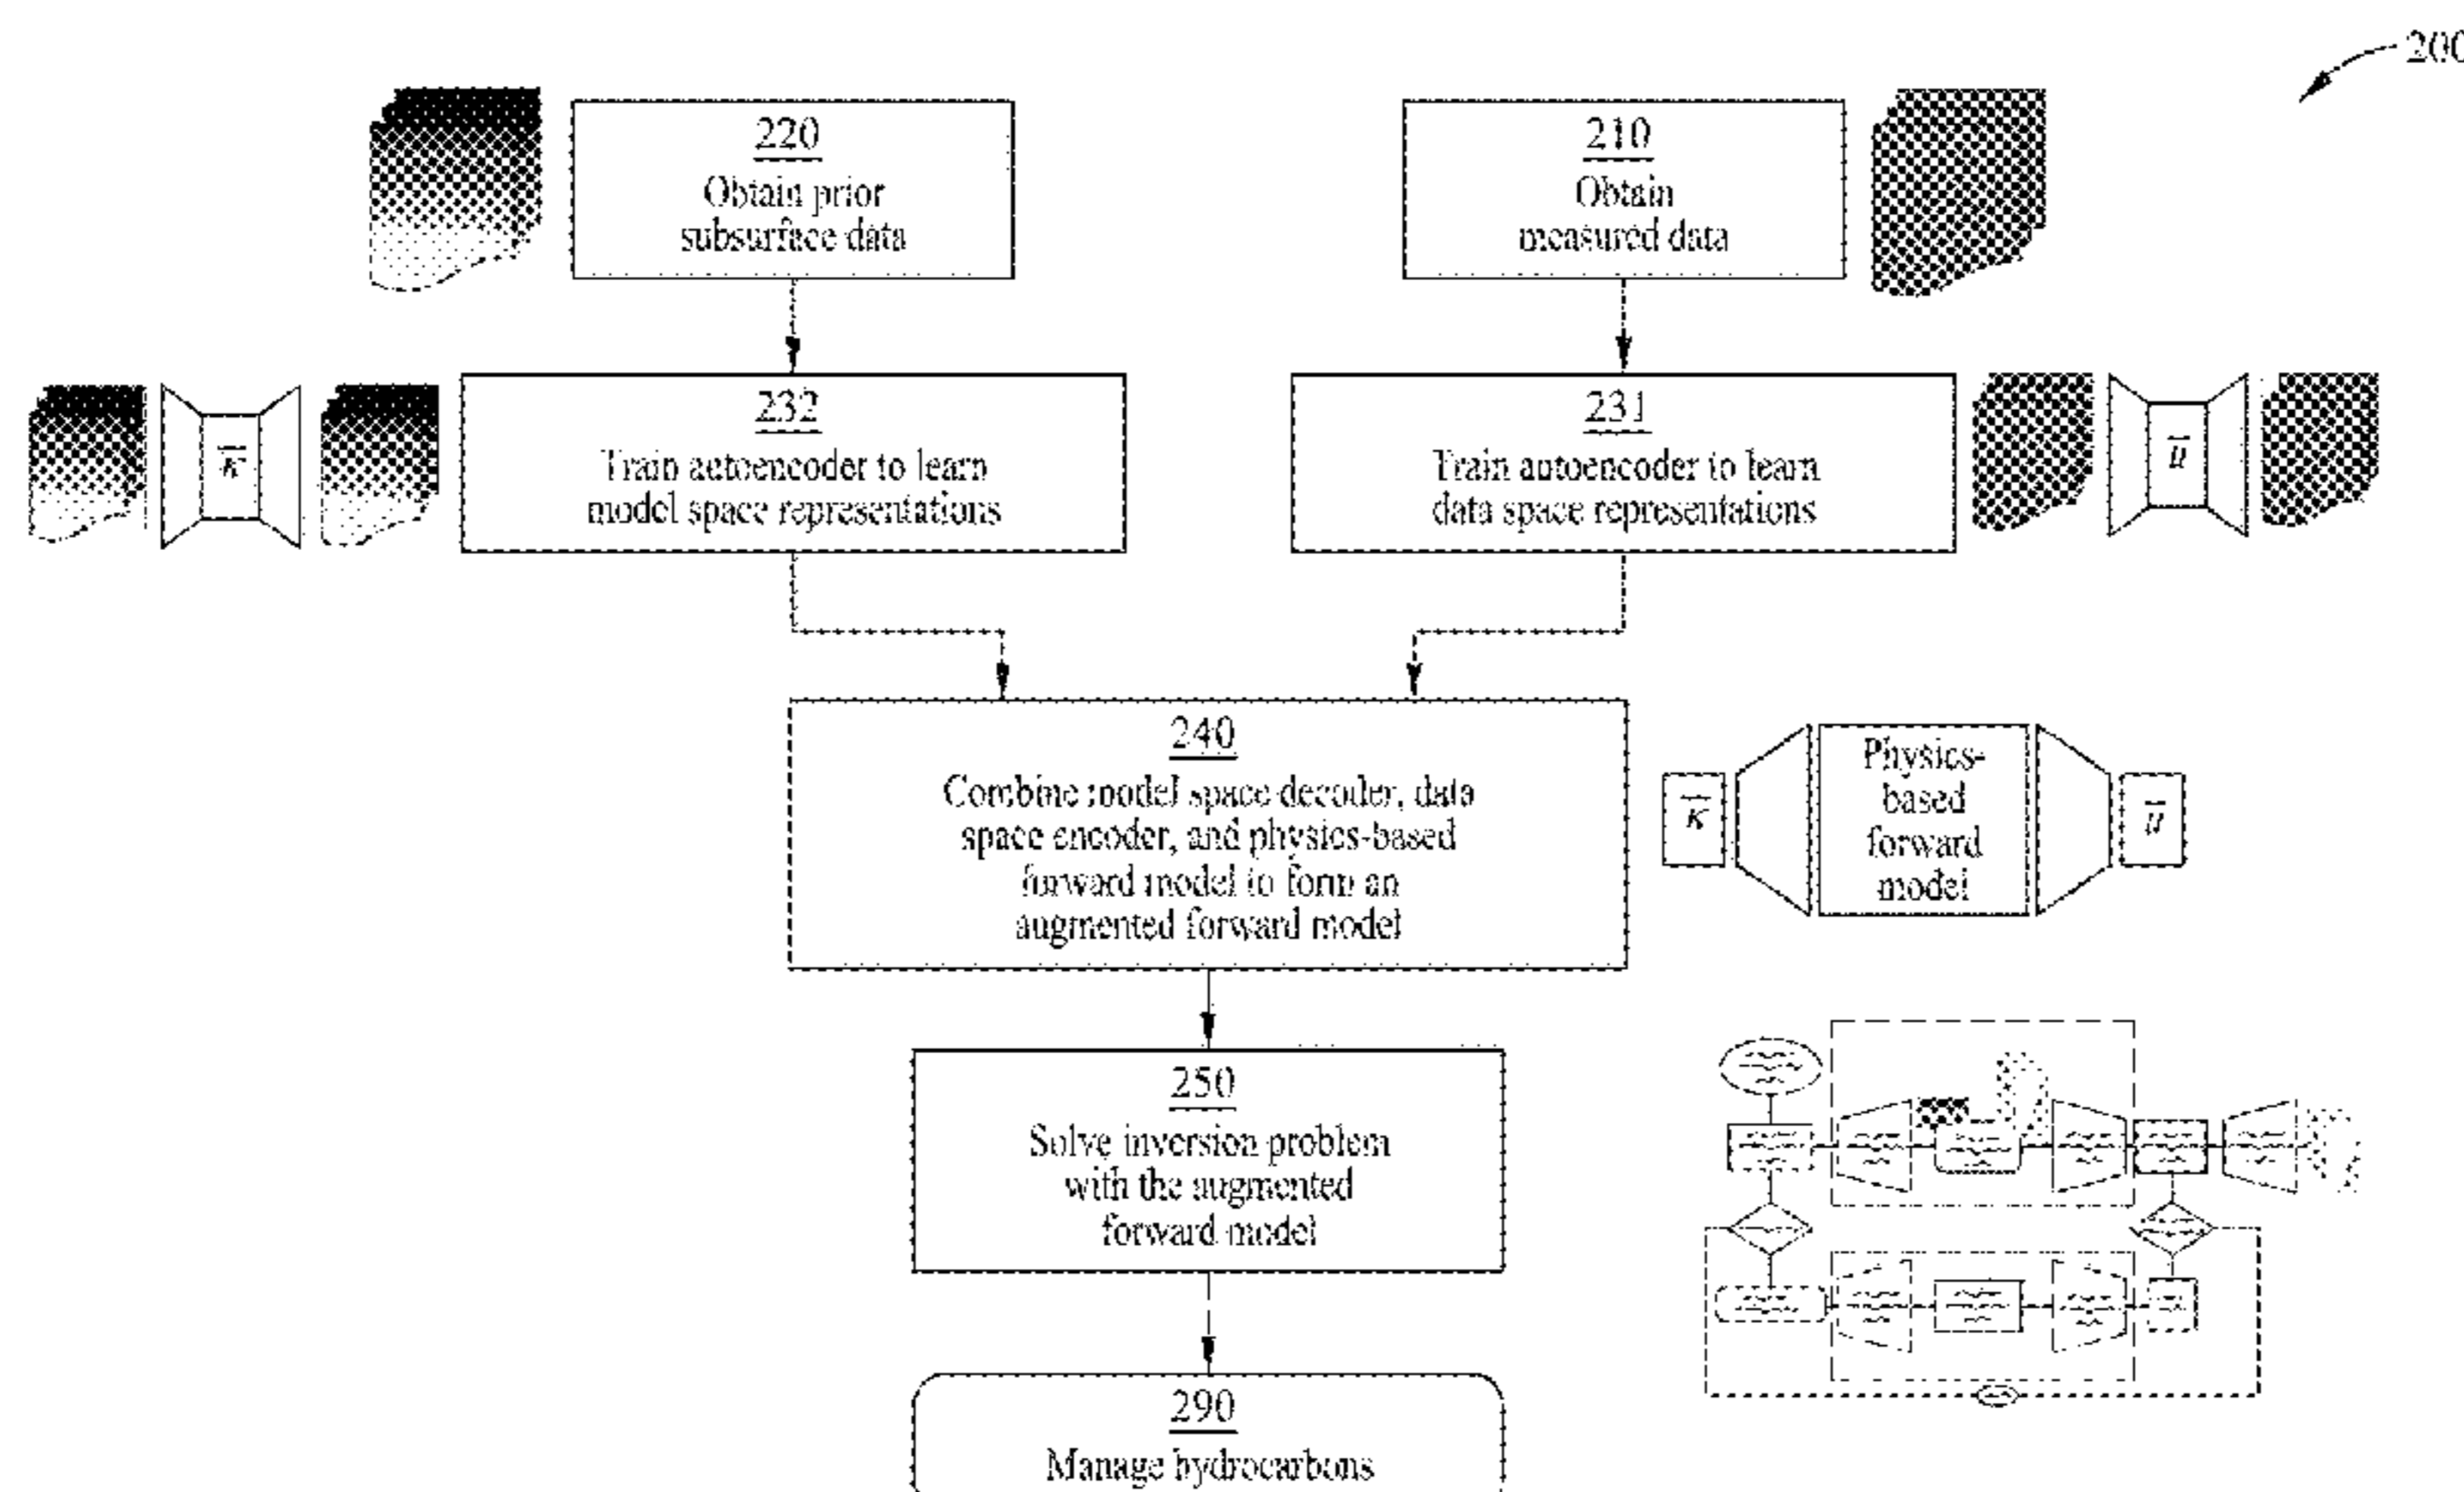 200
220
Obtain prior
subsurface data
210
Obtain
measured data
232
Train autoencoder to learn
model space representations
231
Train autoencoder to learn
data space representations
κ̅
u̅
240
Combine model space decoder, data
space encoder, and physics-based
forward model to form an
augmented forward model
κ̅
Physics-
based
forward
model
u̅
250
Solve inversion problem
with the augmented
forward model
290
Manage hydrocarbons